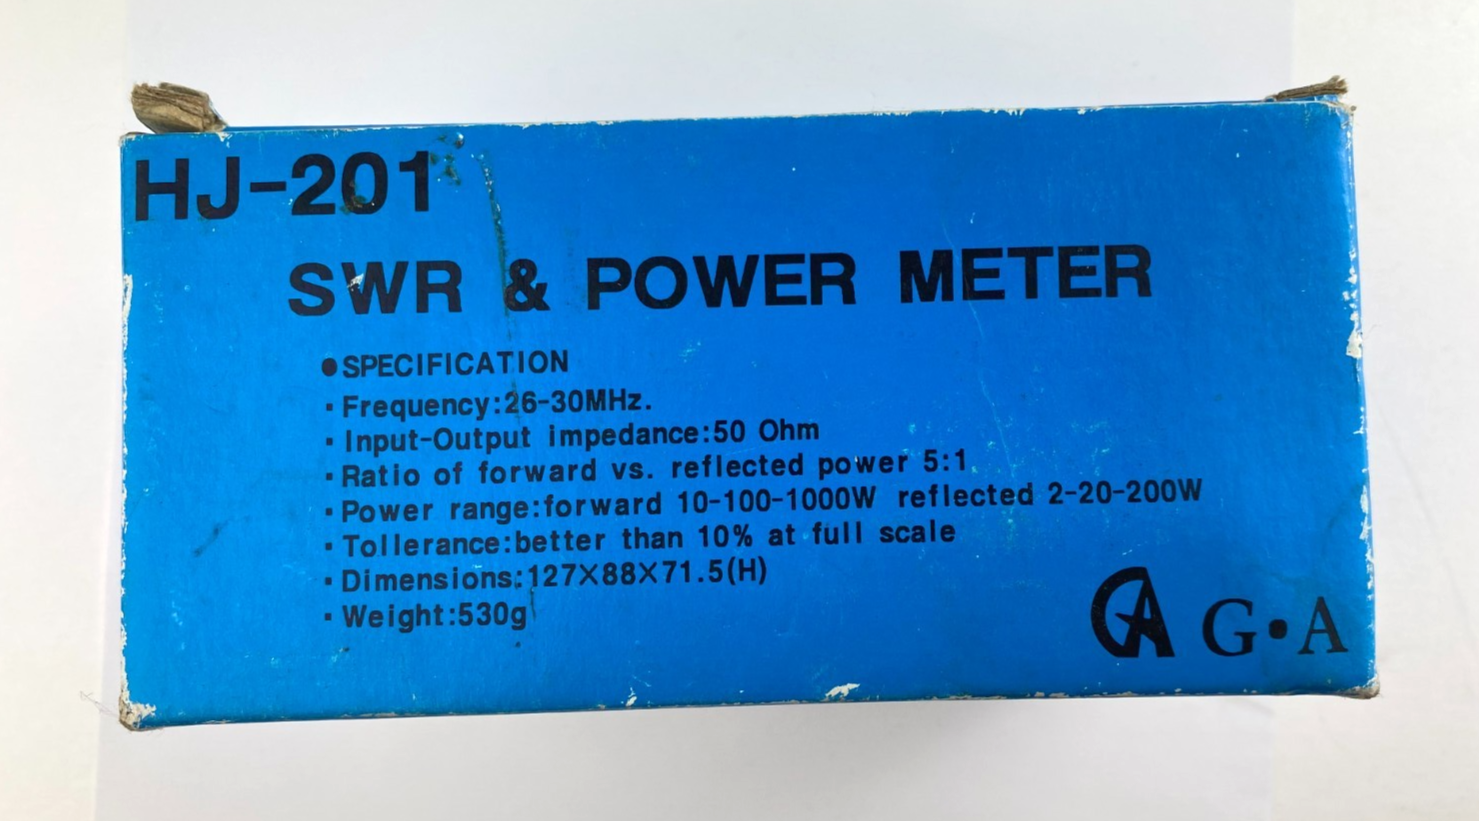 HJ-201
SWR & POWER METER
●SPECIFICATION
▪Frequency:26-30MHz.
▪Input-Output impedance:50 Ohm
▪Ratio of forward vs. reflected power 5:1
▪Power range:forward 10-100-1000W reflected 2-20-200W
▪Tollerance:better than 10% at full scale
▪Dimensions:127X88X71.5(H)
▪Weight:530g
GA G•A